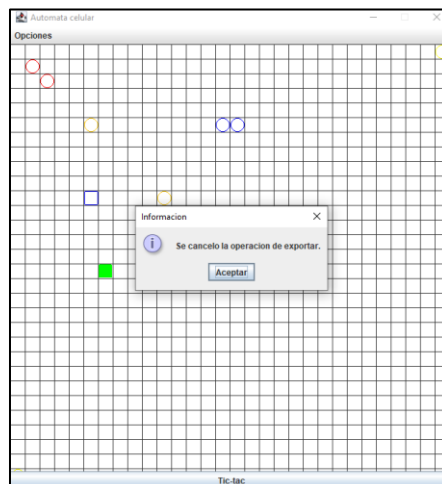 Automata celular
Opciones
Informacion
Se cancelo la operacion de exportar.
Aceptar
Tic-tac